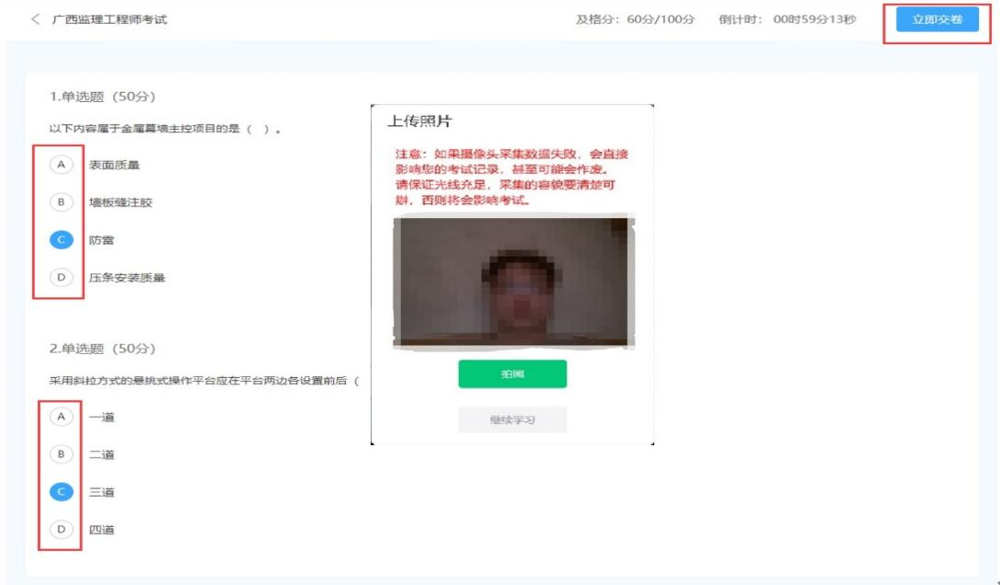 < 广西监理工程师考试
及格分：60分/100分 倒计时： 00时59分13秒
立即交卷
1.单选题（50分）
以下内容属于金属幕墙主控项目的是（ ）。
A 表面质量
B 墙板缝注胶
C 防雷
D 压条安装质量
上传照片
注意：如果摄像头采集数据失败，会直接
影响您的考试记录，甚至可能会作废。
请保证光线充足，采集的容貌要清楚可
辨，否则将会影响考试。
拍照
继续学习
2.单选题（50分）
采用斜拉方式的悬挑式操作平台应在平台两边各设置前后（
A 一道
B 二道
C 三道
D 四道